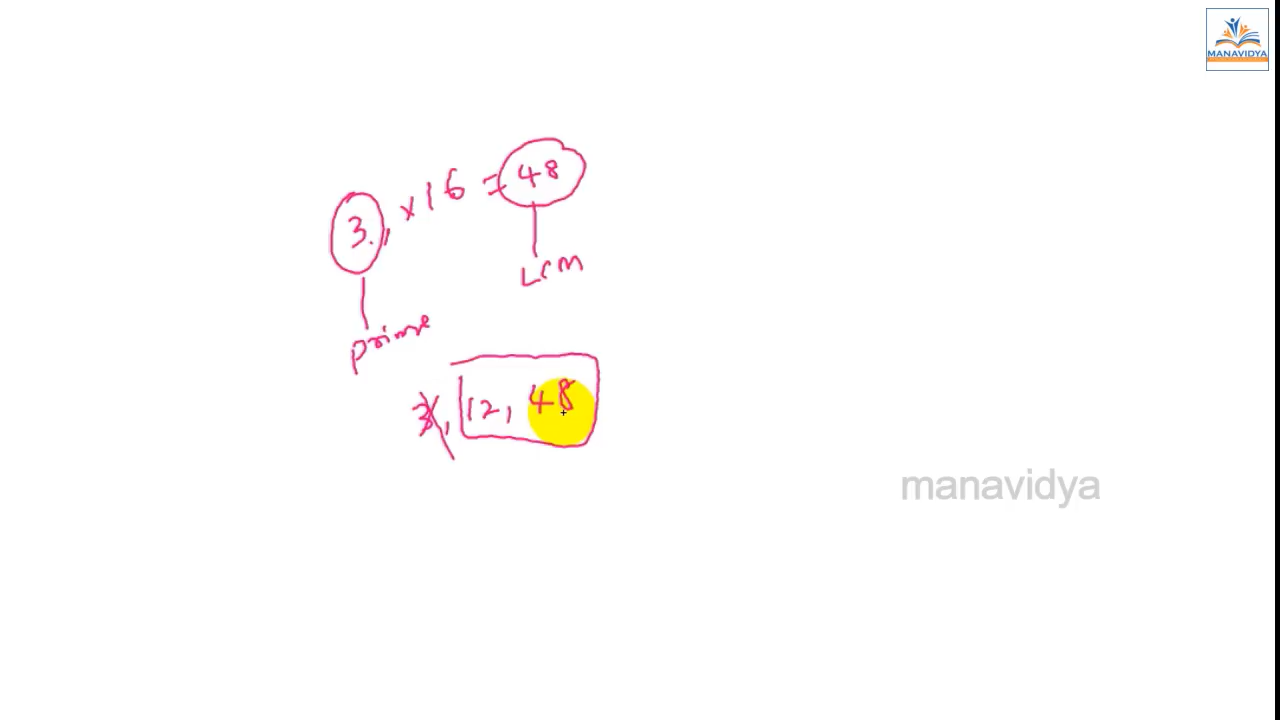 MANAVIDYA
3, × 16 = 48
LCM
prime
3, 12, 48
manavidya